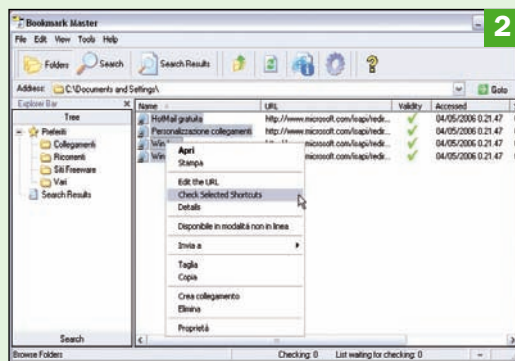 Bookmark Master
2
File Edit View Tools Help
Folders Search Search Results
Address: C:\Documents and Settings\ Goto
Explorer Bar
Tree
Preferiti
Collegamenti
Ricorrenti
Siti Freeware
Vari
Search Results
Search
Name URL Validity Accessed
HotMail gratuita http://www.microsoft.com/isapi/redir... 04/05/2006 0.21.47
Personalizzazione collegamenti http://www.microsoft.com/isapi/redir... 04/05/2006 0.21.47
http://www.microsoft.com/isapi/redir... 04/05/2006 0.21.47
microsoft.com/isapi/redir... 04/05/2006 0.21.47
Apri
Stampa
Edit the URL
Check Selected Shortcuts
Details
Disponibile in modalità non in linea
Invia a
Taglia
Copia
Crea collegamento
Elimina
Proprietà
Browse Folders Checking: 0 List waiting for checking: 0